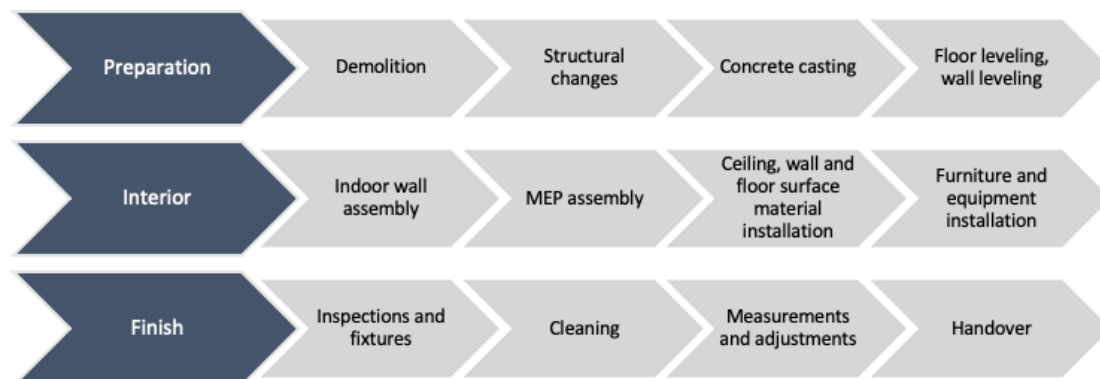 Preparation
Demolition
Structural
changes
Concrete casting
Floor leveling,
wall leveling
Interior
Indoor wall
assembly
MEP assembly
Ceiling, wall and
floor surface
material
installation
Furniture and
equipment
installation
Finish
Inspections and
fixtures
Cleaning
Measurements
and adjustments
Handover